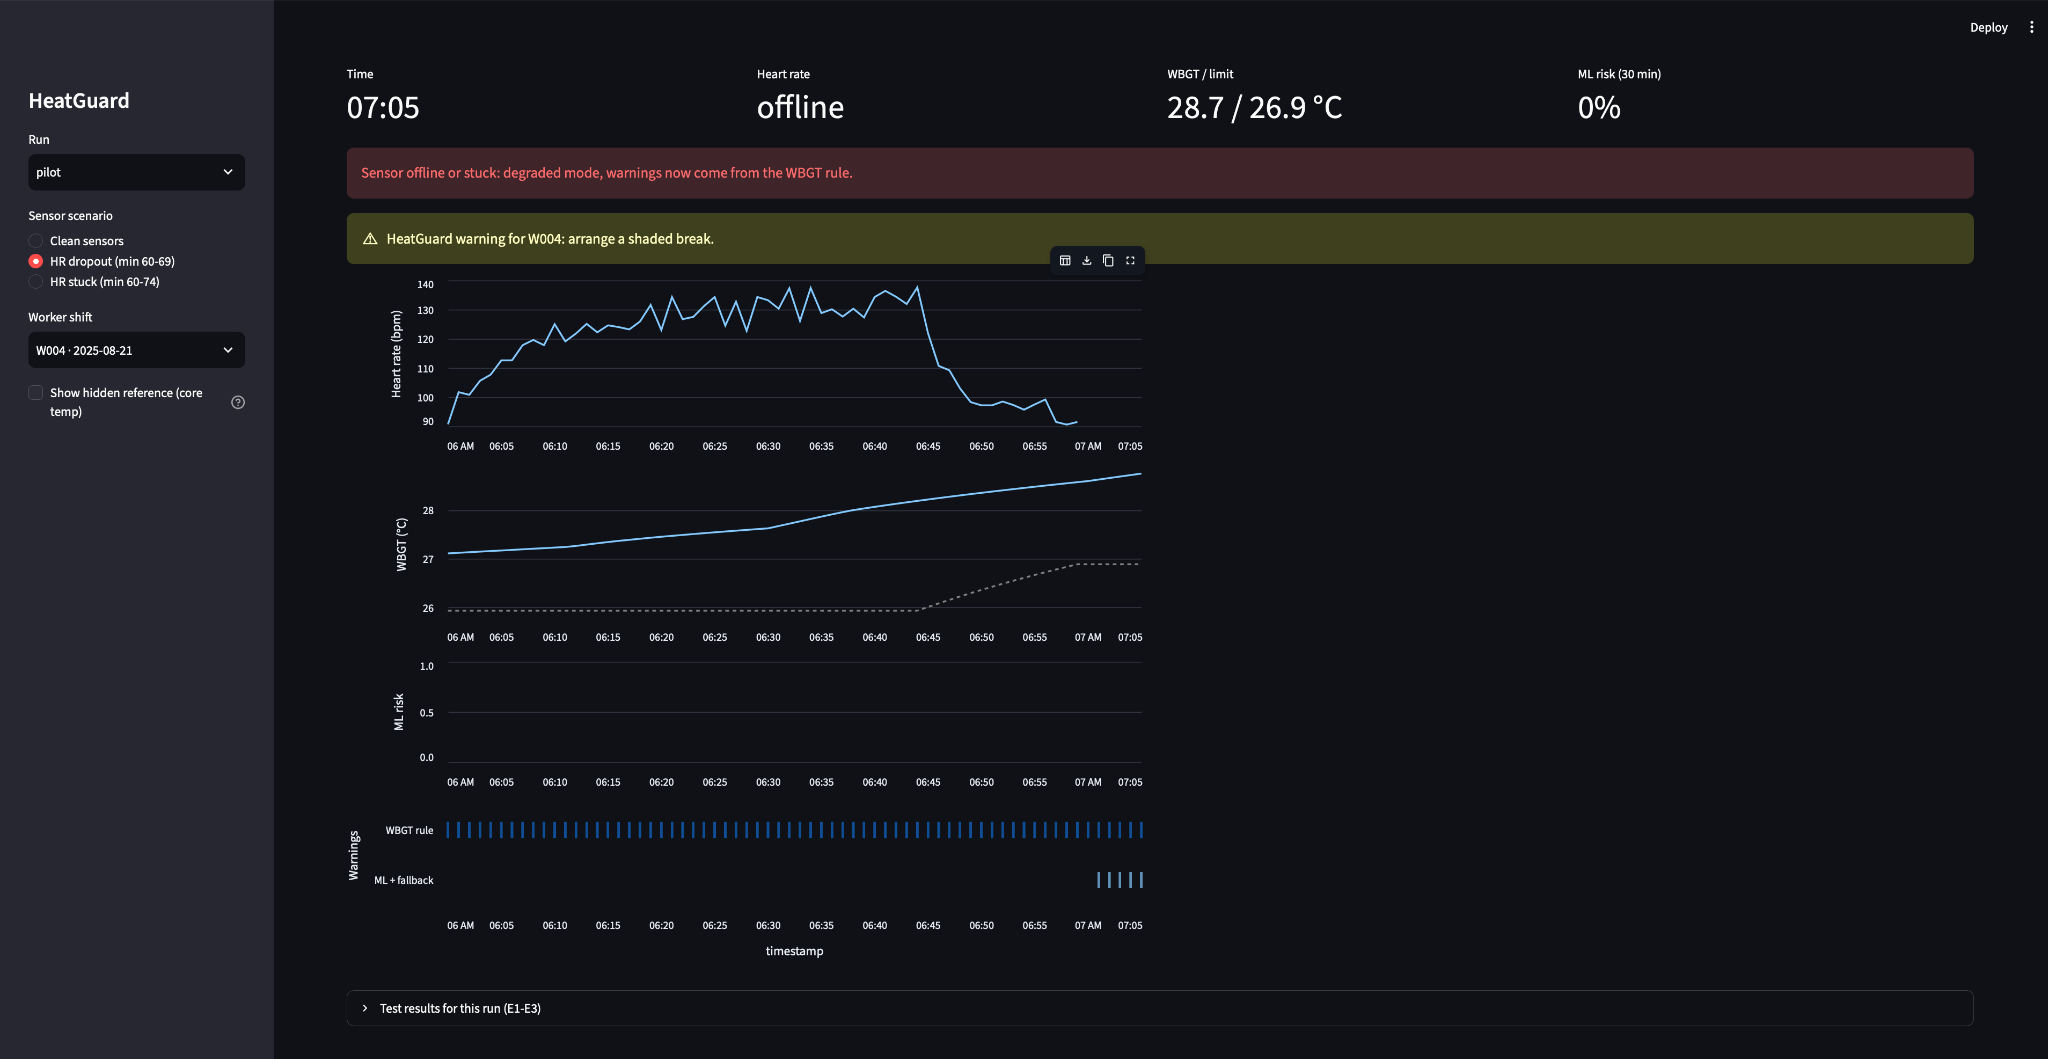 Deploy
HeatGuard
Run
pilot
Sensor scenario
Clean sensors
HR dropout (min 60-69)
HR stuck (min 60-74)
Worker shift
W004 · 2025-08-21
Show hidden reference (core
temp)
Time
07:05
Heart rate
offline
WBGT / limit
28.7 / 26.9 °C
ML risk (30 min)
0%
Sensor offline or stuck: degraded mode, warnings now come from the WBGT rule.
HeatGuard warning for W004: arrange a shaded break.
Heart rate (bpm)
140
130
120
110
100
90
06 AM 06:05 06:10 06:15 06:20 06:25 06:30 06:35 06:40 06:45 06:50 06:55 07 AM 07:05
WBGT (°C)
28
27
26
06 AM 06:05 06:10 06:15 06:20 06:25 06:30 06:35 06:40 06:45 06:50 06:55 07 AM 07:05
ML risk
1.0
0.5
0.0
06 AM 06:05 06:10 06:15 06:20 06:25 06:30 06:35 06:40 06:45 06:50 06:55 07 AM 07:05
Warnings
WBGT rule
ML + fallback
06 AM 06:05 06:10 06:15 06:20 06:25 06:30 06:35 06:40 06:45 06:50 06:55 07 AM 07:05
timestamp
Test results for this run (E1-E3)